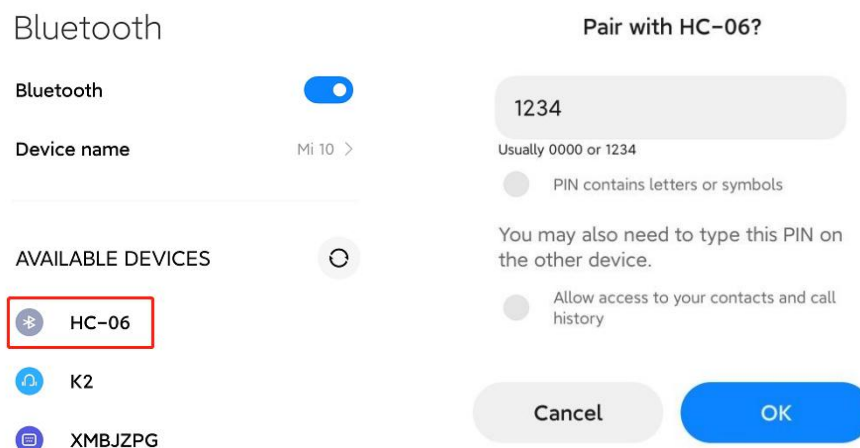 Bluetooth
Bluetooth
Device name
Mi 10 >
AVAILABLE DEVICES
HC-06
K2
XMBJZPG
Pair with HC-06?
1234
Usually 0000 or 1234
PIN contains letters or symbols
You may also need to type this PIN on
the other device.
Allow access to your contacts and call
history
Cancel
OK